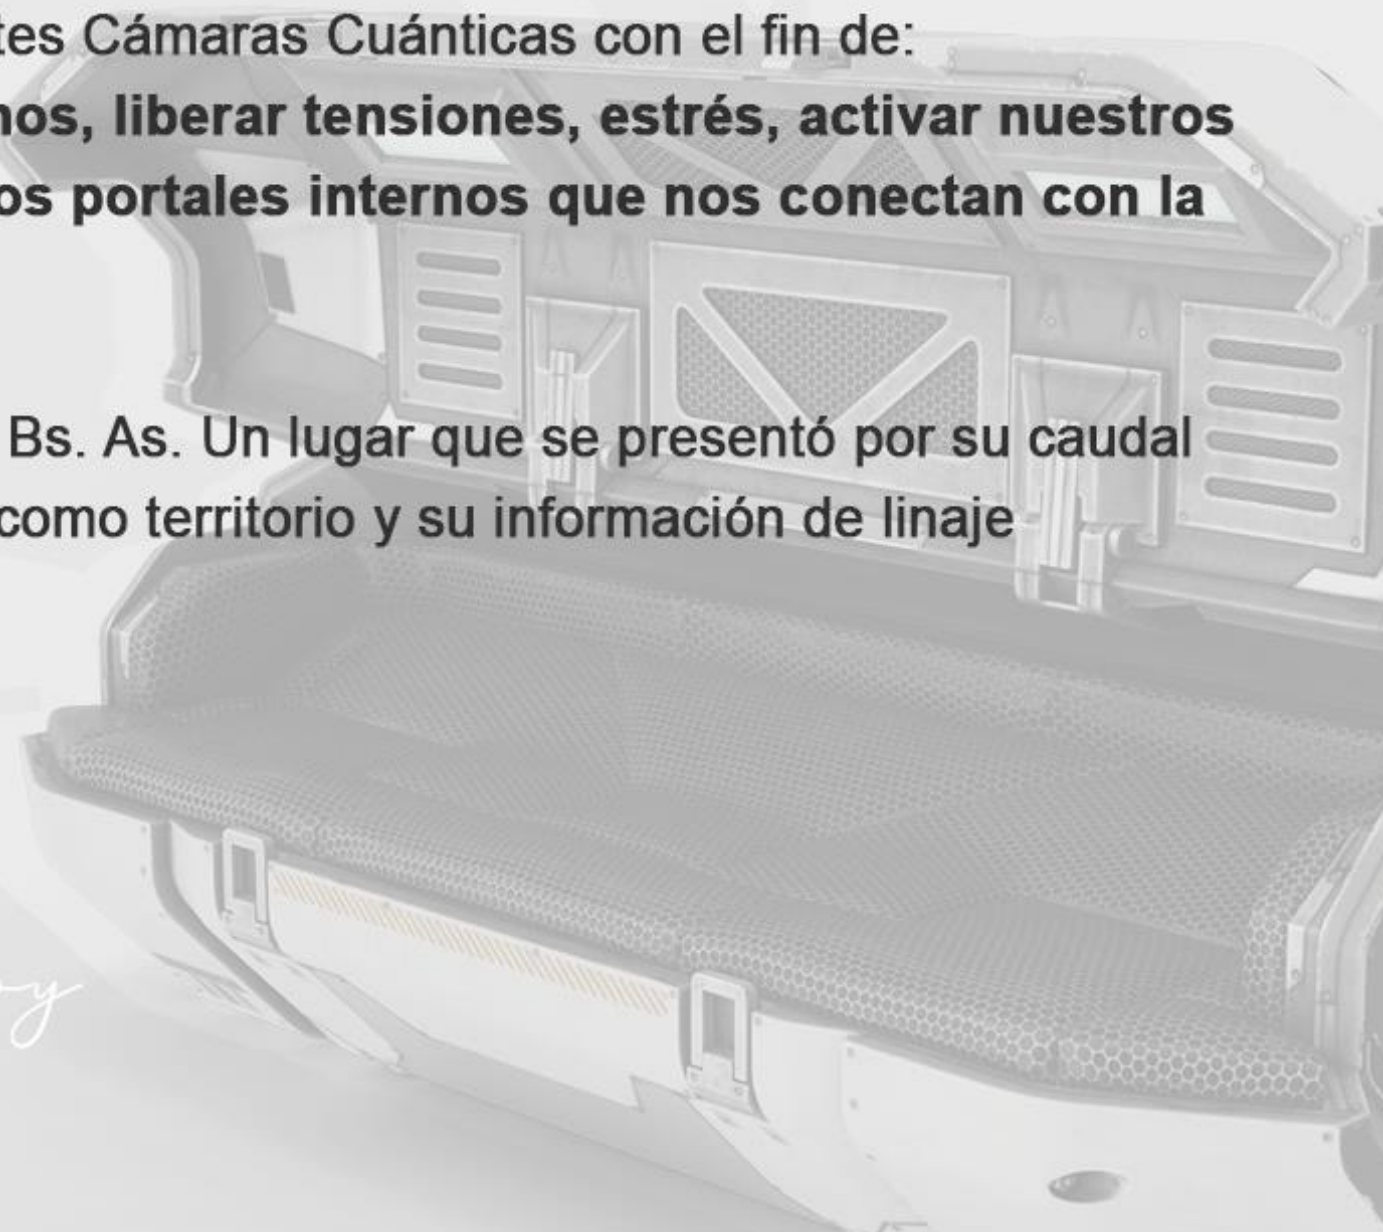 tes Cámaras Cuánticas con el fin de:
nos, liberar tensiones, estrés, activar nuestros
os portales internos que nos conectan con la
Bs. As. Un lugar que se presentó por su caudal
como territorio y su información de linaje